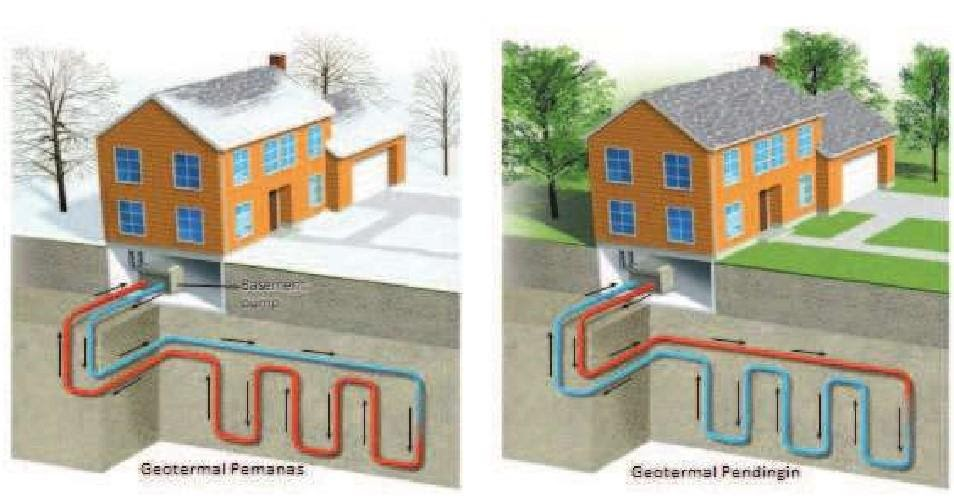 Basement
pump
Geotermal Pemanas
Geotermal Pendingin